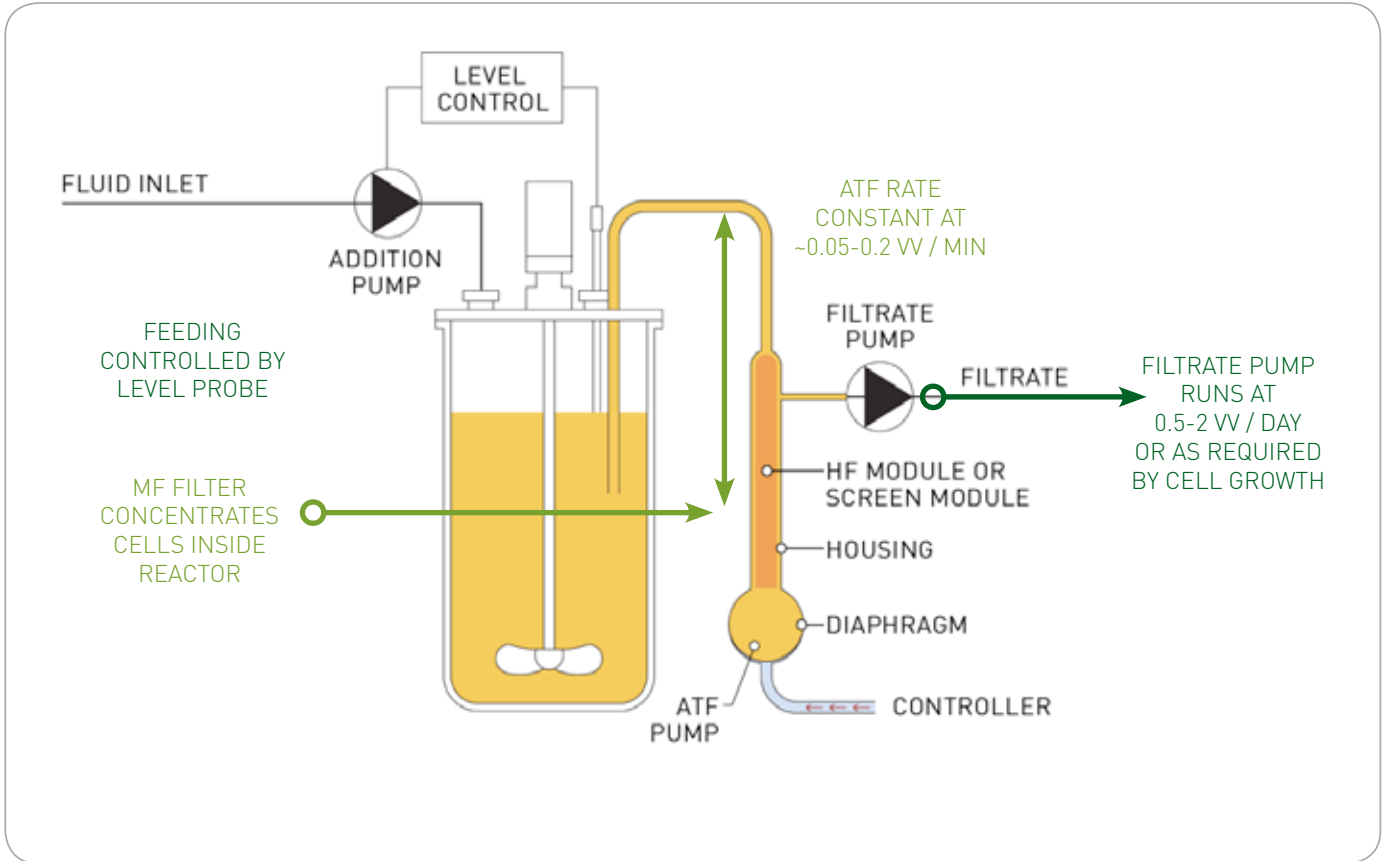 LEVEL
CONTROL
FLUID INLET
ADDITION
PUMP
ATF RATE
CONSTANT AT
~0.05-0.2 VV / MIN
FEEDING
CONTROLLED BY
LEVEL PROBE
FILTRATE
PUMP
FILTRATE
FILTRATE PUMP
RUNS AT
0.5-2 VV / DAY
OR AS REQUIRED
BY CELL GROWTH
MF FILTER
CONCENTRATES
CELLS INSIDE
REACTOR
HF MODULE OR
SCREEN MODULE
HOUSING
DIAPHRAGM
ATF
PUMP
CONTROLLER